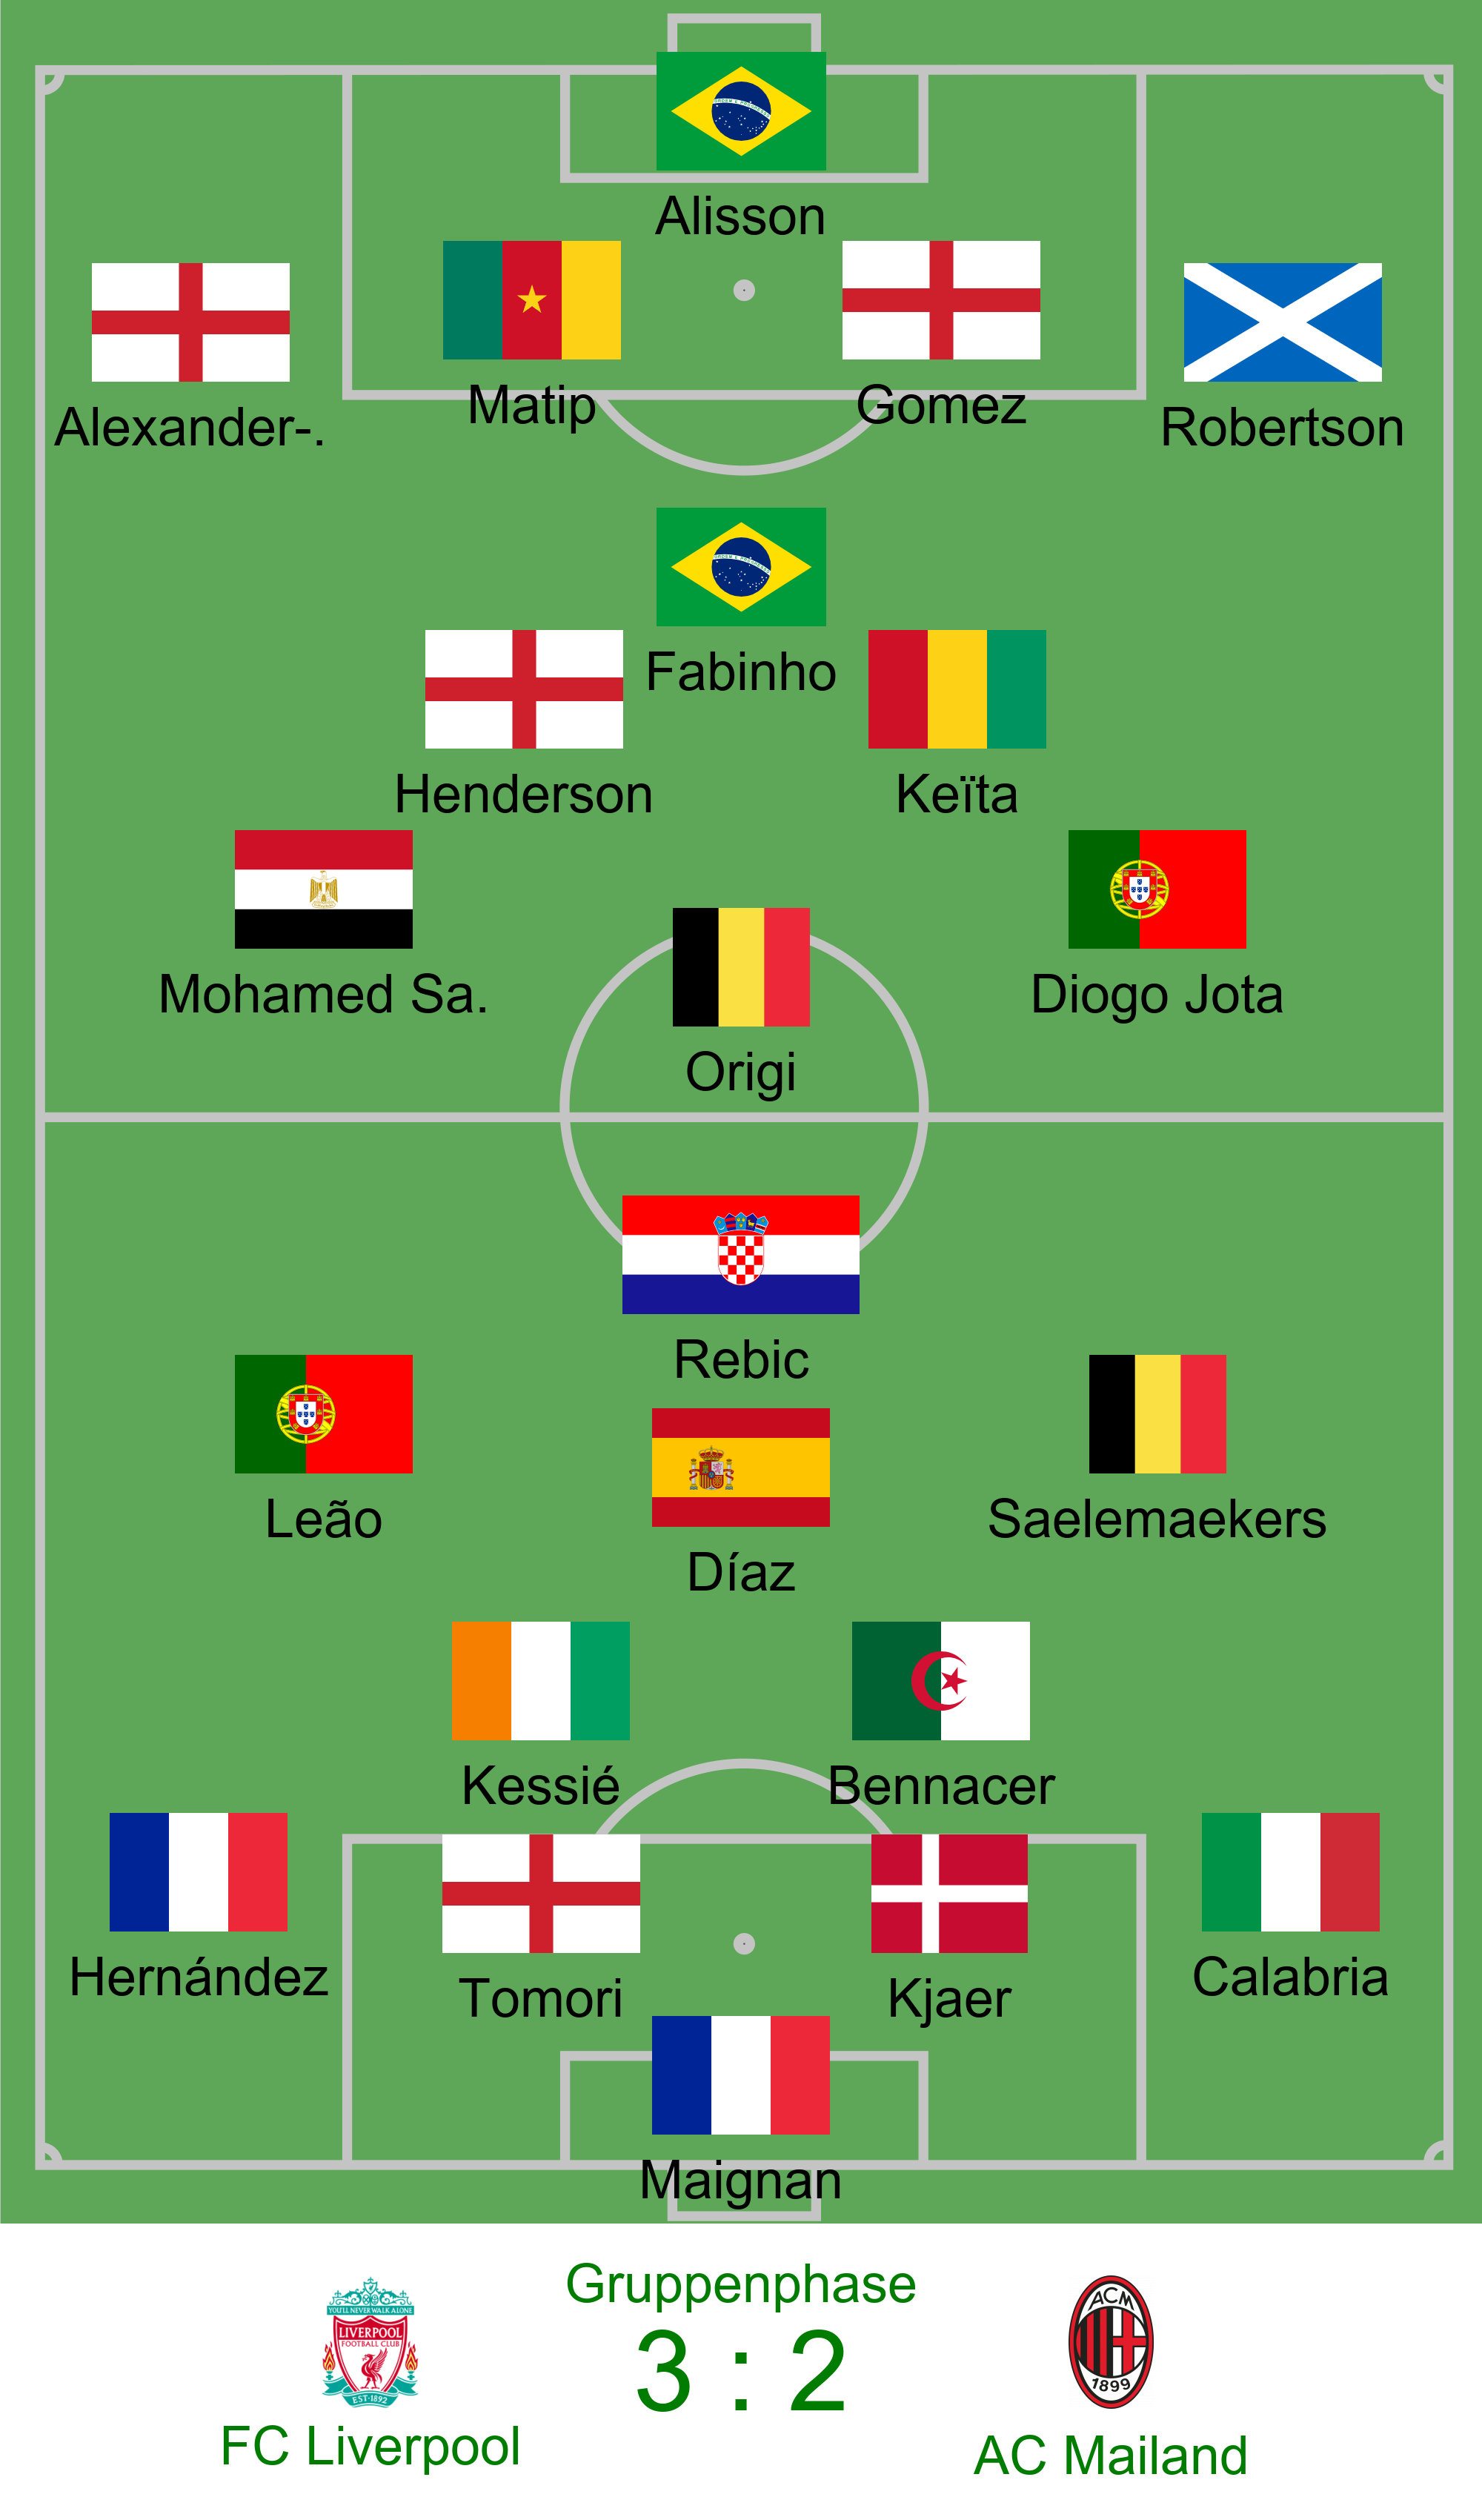 Alisson
Alexander-.
Matip
Gomez
Robertson
Fabinho
Henderson
Keïta
Mohamed Sa.
Origi
Diogo Jota
Rebic
Leão
Díaz
Saelemaekers
Kessié
Bennacer
Hernández
Tomori
Kjaer
Calabria
Maignan
Gruppenphase
3 : 2
YOU'LL NEVER WALK ALONE
LIVERPOOL
FOOTBALL CLUB
EST·1892
FC Liverpool
ACM
1899
AC Mailand